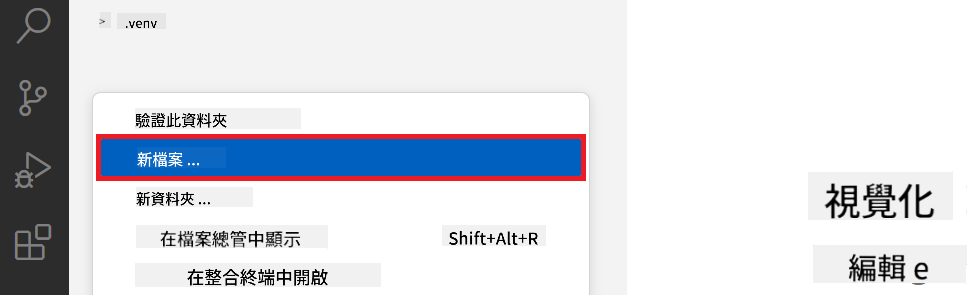 > .venv
驗證此資料夾
新檔案 ...
新資料夾 ...
在檔案總管中顯示 Shift+Alt+R
在整合終端中開啟
視覺化
編輯 e